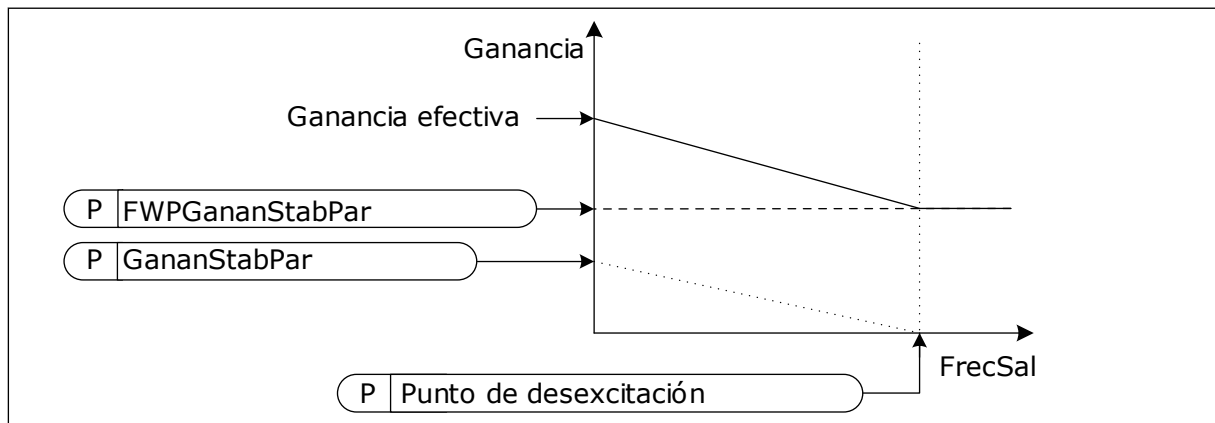 Ganancia
Ganancia efectiva
P FWPGananStabPar
P GananStabPar
FrecSal
P Punto de desexcitación